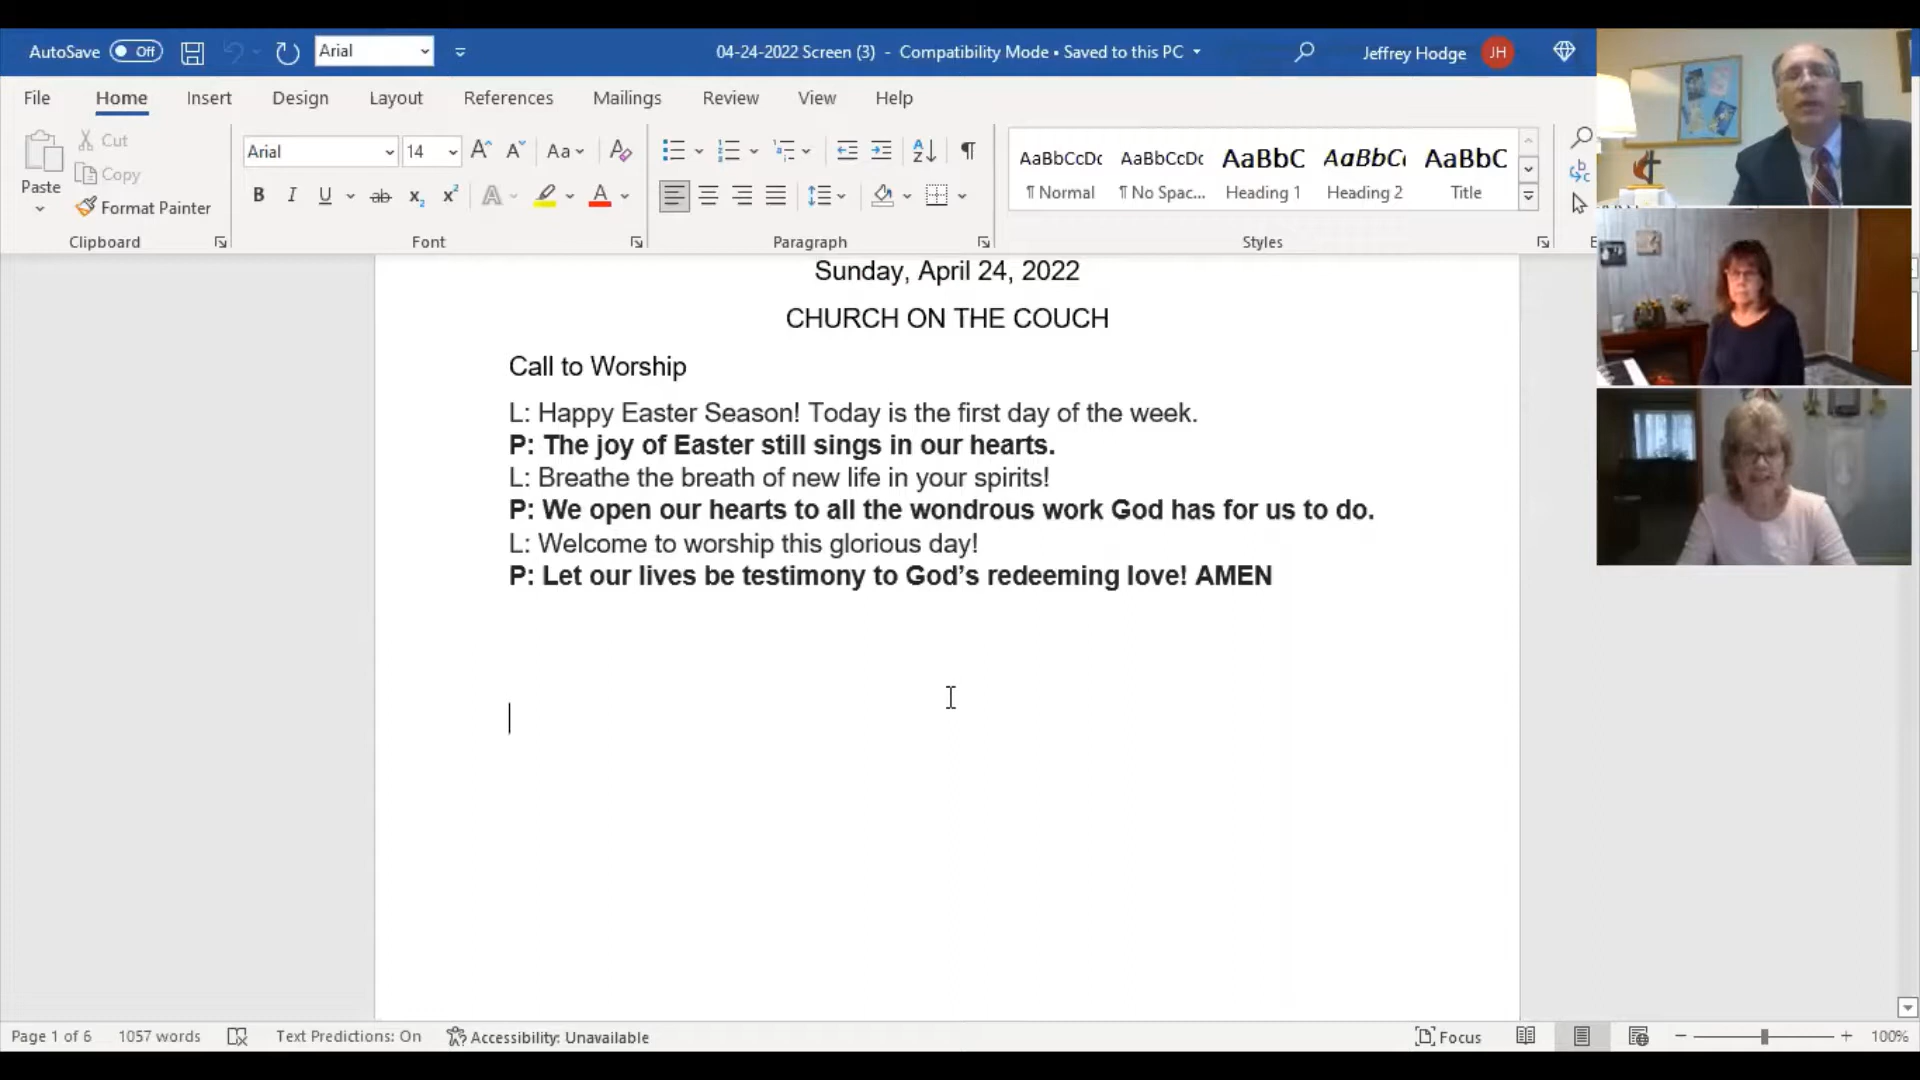 AutoSave Off Arial 04-24-2022 Screen (3) - Compatibility Mode • Saved to this PC Jeffrey Hodge JH
File Home Insert Design Layout References Mailings Review View Help
Paste
Cut
Copy
Format Painter
Clipboard
Arial 14 Aa
B I U ab x₂ x² A A
Font
Paragraph
AaBbCcDc AaBbCcDc AaBbC AaBbC AaBbC
¶ Normal ¶ No Spac... Heading 1 Heading 2 Title
Styles
Sunday, April 24, 2022
CHURCH ON THE COUCH
Call to Worship
L: Happy Easter Season! Today is the first day of the week.
P: The joy of Easter still sings in our hearts.
L: Breathe the breath of new life in your spirits!
P: We open our hearts to all the wondrous work God has for us to do.
L: Welcome to worship this glorious day!
P: Let our lives be testimony to God’s redeeming love! AMEN
Page 1 of 6 1057 words Text Predictions: On Accessibility: Unavailable Focus 100%